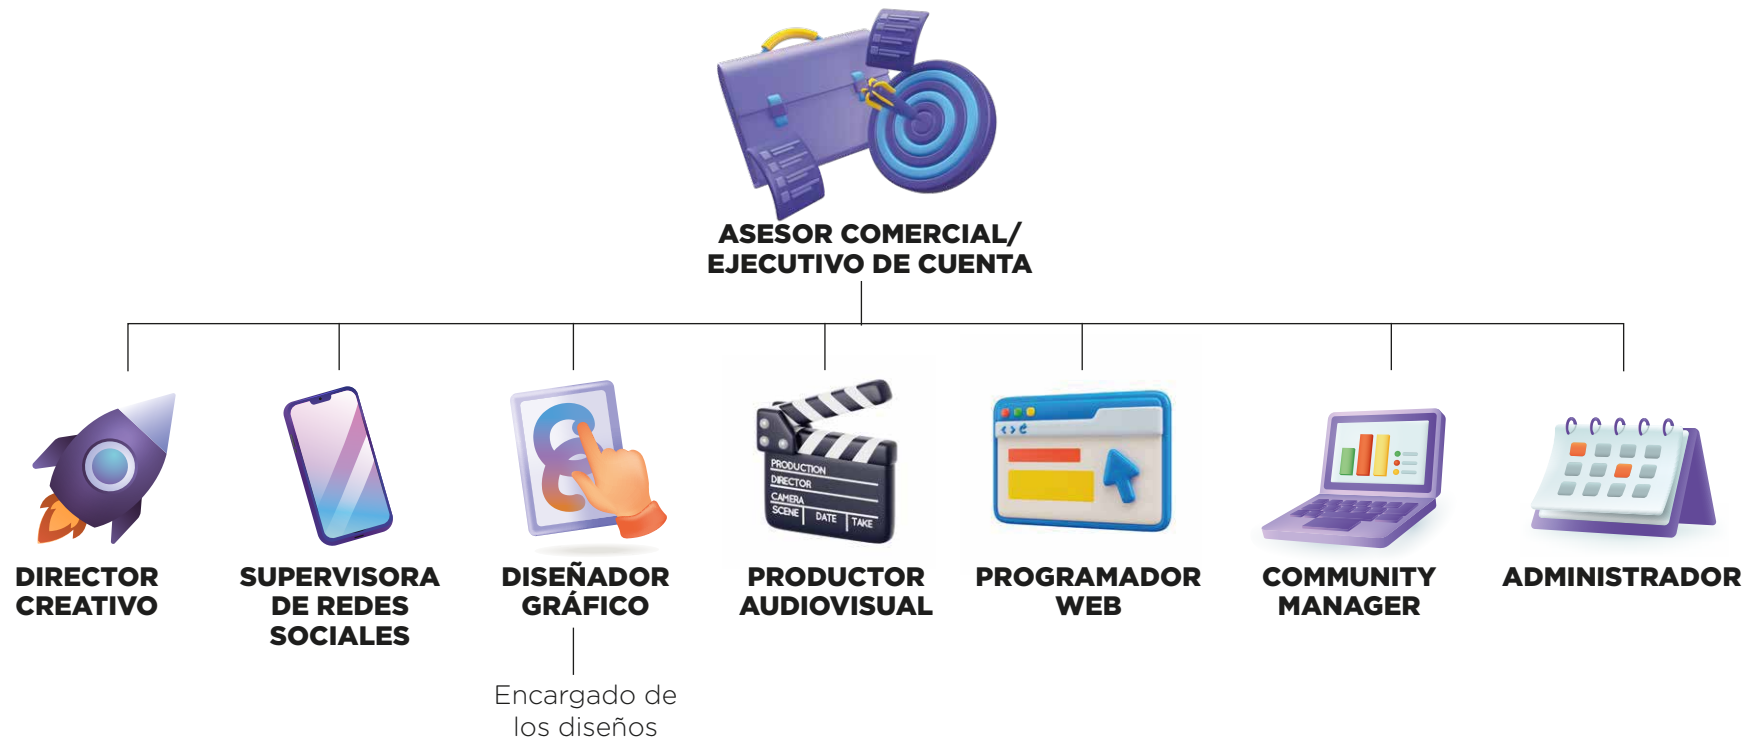 ASESOR COMERCIAL/
EJECUTIVO DE CUENTA
PRODUCTION
DIRECTOR
CAMERA
SCENE DATE TAKE
DIRECTOR
CREATIVO
SUPERVISORA
DE REDES
SOCIALES
DISEÑADOR
GRÁFICO
PRODUCTOR
AUDIOVISUAL
PROGRAMADOR
WEB
COMMUNITY
MANAGER
ADMINISTRADOR
Encargado de
los diseños